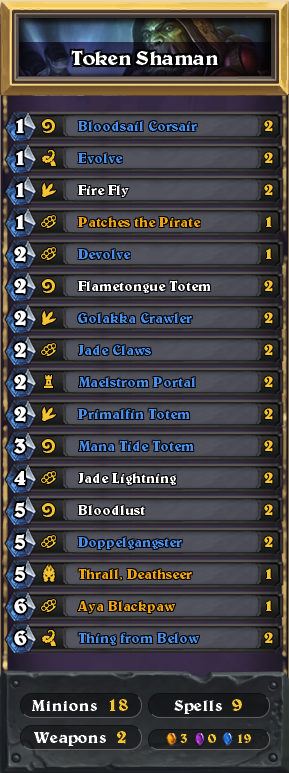 Token Shaman
1 Bloodsail Corsair 2
1 Evolve 2
1 Fire Fly 2
1 Patches the Pirate 1
2 Devolve 1
2 Flametongue Totem 2
2 Golakka Crawler 2
2 Jade Claws 2
2 Maelstrom Portal 2
2 Primalfin Totem 2
3 Mana Tide Totem 2
4 Jade Lightning 2
5 Bloodlust 2
5 Doppelgangster 2
5 Thrall, Deathseer 1
6 Aya Blackpaw 1
6 Thing from Below 2
Minions 18 Spells 9
Weapons 2 3 0 19